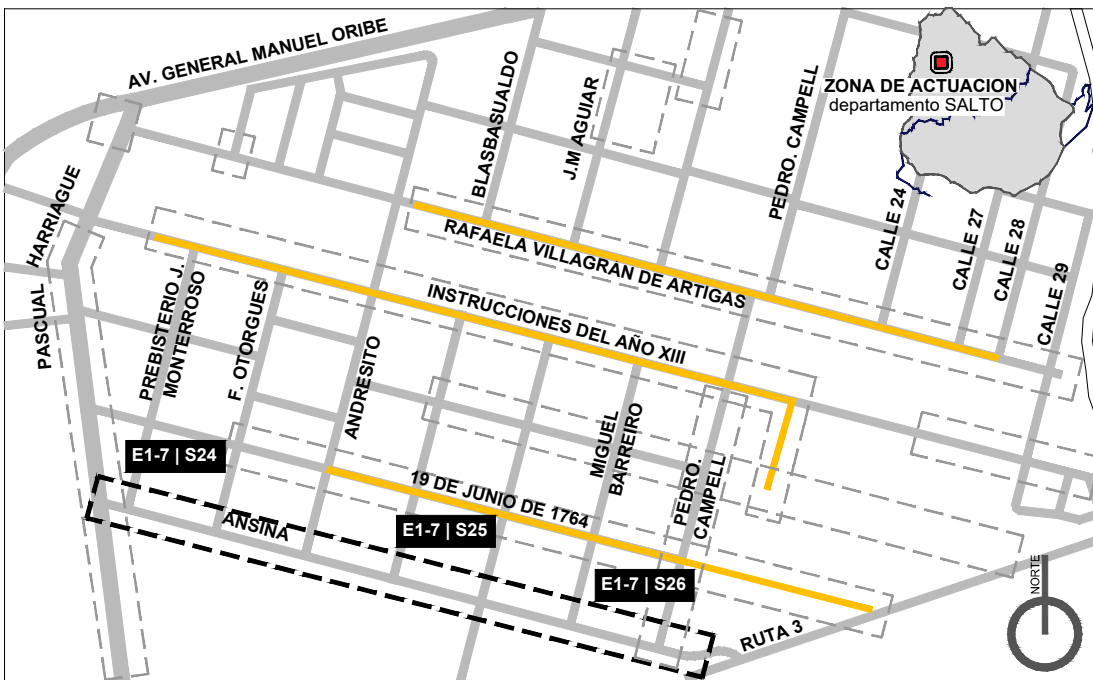 AV. GENERAL MANUEL ORIBE
ZONA DE ACTUACION
departamento SALTO
BLASBASUALDO
J.M AGUIAR
PEDRO. CAMPELL
CALLE 24
CALLE 27
CALLE 28
CALLE 29
PASCUAL HARRIAGUE
RAFAELA VILLAGRÁN DE ARTIGAS
INSTRUCCIONES DEL AÑO XIII
PREBISTERIO J.
MONTERROSO
F. OTORGUES
ANDRESITO
MIGUEL
BARREIRO
PEDRO.
CAMPELL
E1-7 | S24
19 DE JUNIO DE 1764
E1-7 | S25
ANSINA
E1-7 | S26
RUTA 3
NORTE